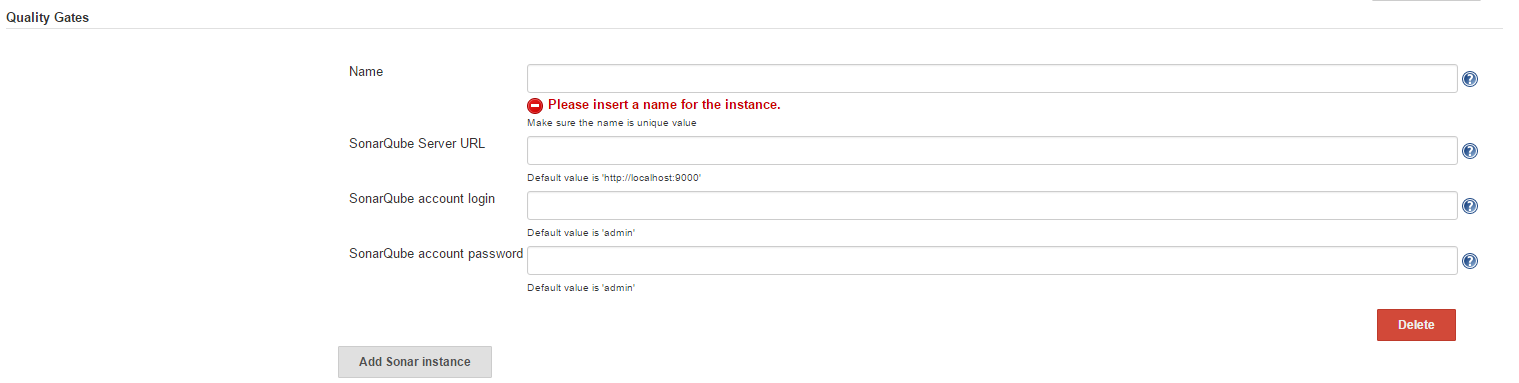 Quality Gates
Name
Please insert a name for the instance.
Make sure the name is unique value
SonarQube Server URL
Default value is 'http://localhost:9000'
SonarQube account login
Default value is 'admin'
SonarQube account password
Default value is 'admin'
Delete
Add Sonar instance